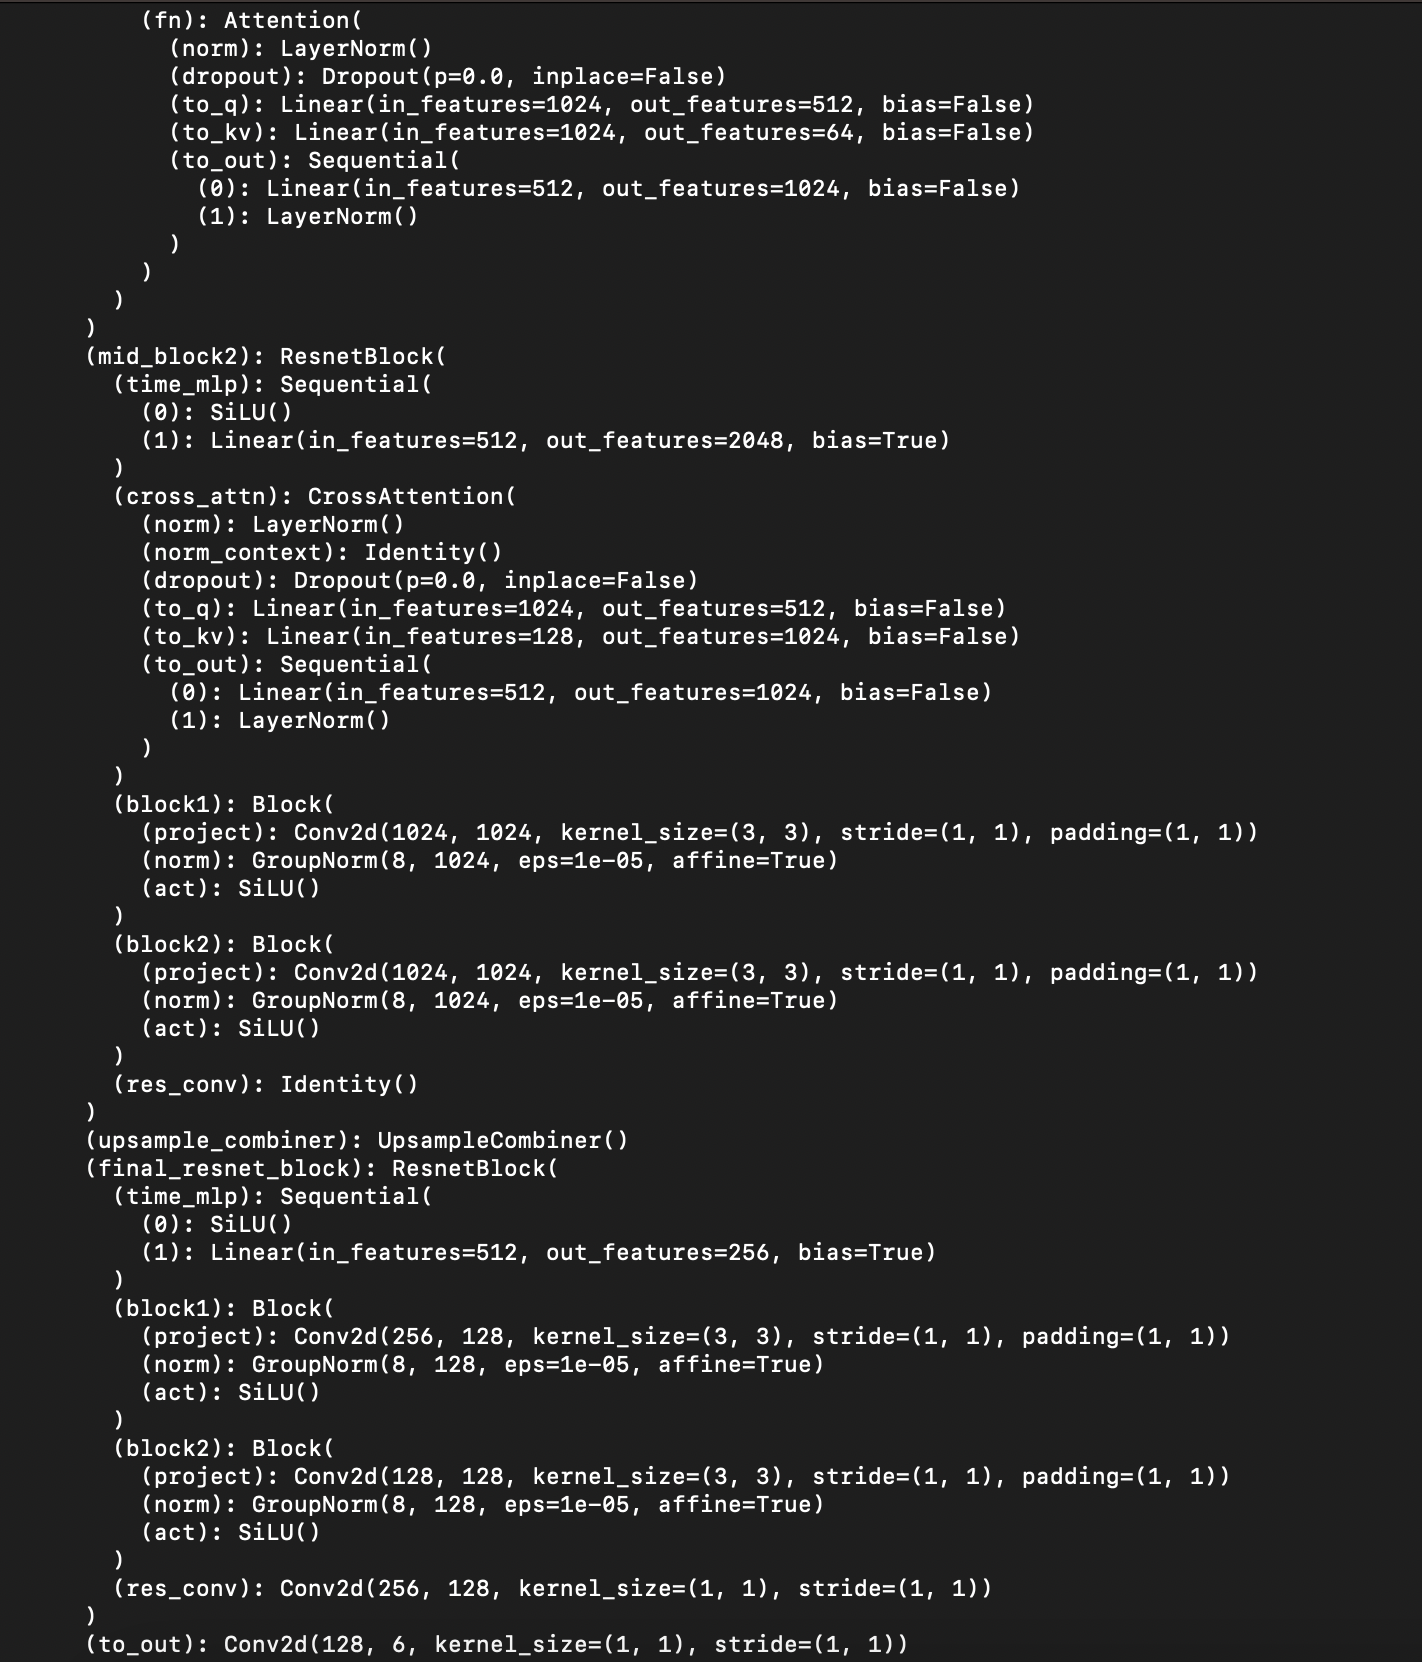 (fn): Attention(
(norm): LayerNorm()
(dropout): Dropout(p=0.0, inplace=False)
(to_q): Linear(in_features=1024, out_features=512, bias=False)
(to_kv): Linear(in_features=1024, out_features=64, bias=False)
(to_out): Sequential(
(0): Linear(in_features=512, out_features=1024, bias=False)
(1): LayerNorm()
)
)
)
)
(mid_block2): ResnetBlock(
(time_mlp): Sequential(
(0): SiLU()
(1): Linear(in_features=512, out_features=2048, bias=True)
)
(cross_attn): CrossAttention(
(norm): LayerNorm()
(norm_context): Identity()
(dropout): Dropout(p=0.0, inplace=False)
(to_q): Linear(in_features=1024, out_features=512, bias=False)
(to_kv): Linear(in_features=128, out_features=1024, bias=False)
(to_out): Sequential(
(0): Linear(in_features=512, out_features=1024, bias=False)
(1): LayerNorm()
)
)
(block1): Block(
(project): Conv2d(1024, 1024, kernel_size=(3, 3), stride=(1, 1), padding=(1, 1))
(norm): GroupNorm(8, 1024, eps=1e-05, affine=True)
(act): SiLU()
)
(block2): Block(
(project): Conv2d(1024, 1024, kernel_size=(3, 3), stride=(1, 1), padding=(1, 1))
(norm): GroupNorm(8, 1024, eps=1e-05, affine=True)
(act): SiLU()
)
(res_conv): Identity()
)
(upsample_combiner): UpsampleCombiner()
(final_resnet_block): ResnetBlock(
(time_mlp): Sequential(
(0): SiLU()
(1): Linear(in_features=512, out_features=256, bias=True)
)
(block1): Block(
(project): Conv2d(256, 128, kernel_size=(3, 3), stride=(1, 1), padding=(1, 1))
(norm): GroupNorm(8, 128, eps=1e-05, affine=True)
(act): SiLU()
)
(block2): Block(
(project): Conv2d(128, 128, kernel_size=(3, 3), stride=(1, 1), padding=(1, 1))
(norm): GroupNorm(8, 128, eps=1e-05, affine=True)
(act): SiLU()
)
(res_conv): Conv2d(256, 128, kernel_size=(1, 1), stride=(1, 1))
)
(to_out): Conv2d(128, 6, kernel_size=(1, 1), stride=(1, 1))